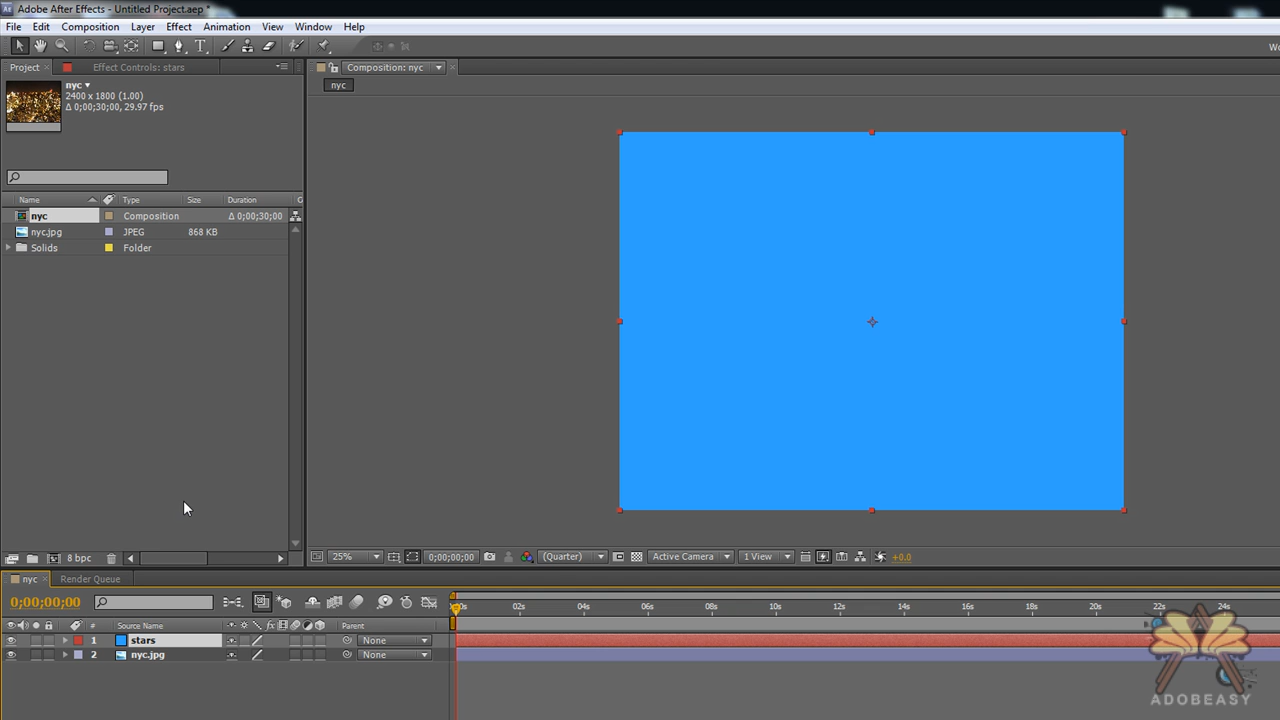 Adobe After Effects - Untitled Project.aep *
File Edit Composition Layer Effect Animation View Window Help
Project Effect Controls: stars Composition: nyc
nyc
nyc
2400 x 1800 (1.00)
Δ 0;00;30;00, 29.97 fps
Name Type Size Duration
nyc Composition Δ 0;00;30;00
nyc.jpg JPEG 868 KB
Solids Folder
8 bpc 25% 0;00;00;00 (Quarter) Active Camera 1 View +0.0
nyc Render Queue
0;00;00;00
02s 04s 06s 08s 10s 12s 14s 16s 18s 20s 22s 24s
# Source Name Parent
1 stars None
2 nyc.jpg None
ADOBEASY